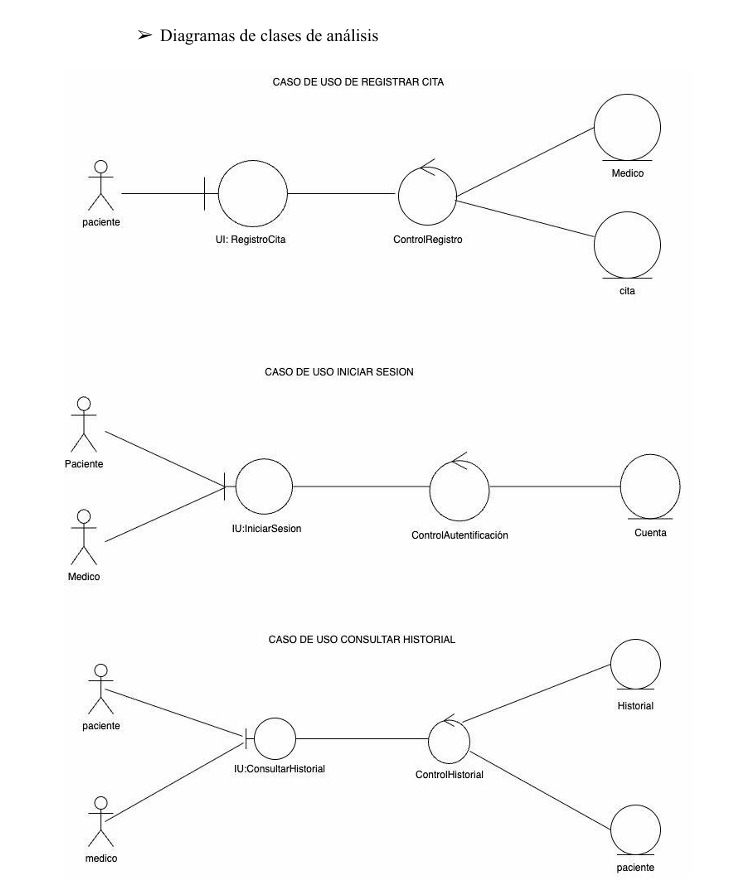 ➢ Diagramas de clases de análisis
CASO DE USO DE REGISTRAR CITA
paciente
UI: RegistroCita
ControlRegistro
Medico
cita
CASO DE USO INICIAR SESION
Paciente
Medico
IU:IniciarSesion
ControlAutentificación
Cuenta
CASO DE USO CONSULTAR HISTORIAL
paciente
medico
IU:ConsultarHistorial
ControlHistorial
Historial
paciente